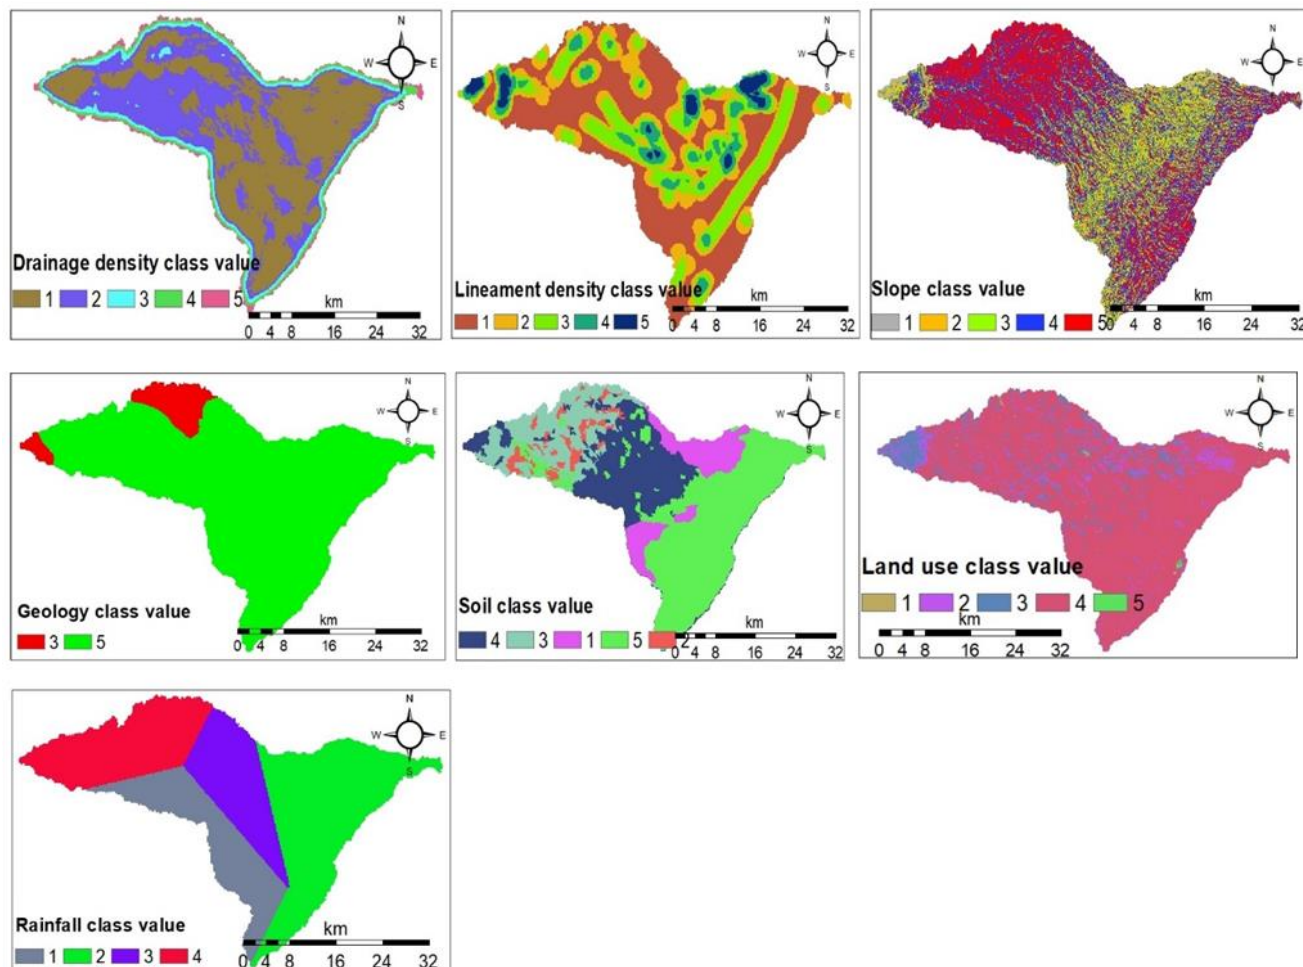 N
W E
S
Drainage density class value
1 2 3 4 5
km
0 4 8 16 24 32
N
W E
S
Lineament density class value
1 2 3 4 5
km
0 4 8 16 24 32
N
W E
S
Slope class value
1 2 3 4 5
km
0 4 8 16 24 32
N
W E
S
Geology class value
3 5
km
0 4 8 16 24 32
N
W E
S
Soil class value
4 3 1 5 2
km
0 4 8 16 24 32
N
W E
S
Land use class value
1 2 3 4 5
km
0 4 8 16 24 32
N
W E
S
Rainfall class value
1 2 3 4
km
0 4 8 16 24 32